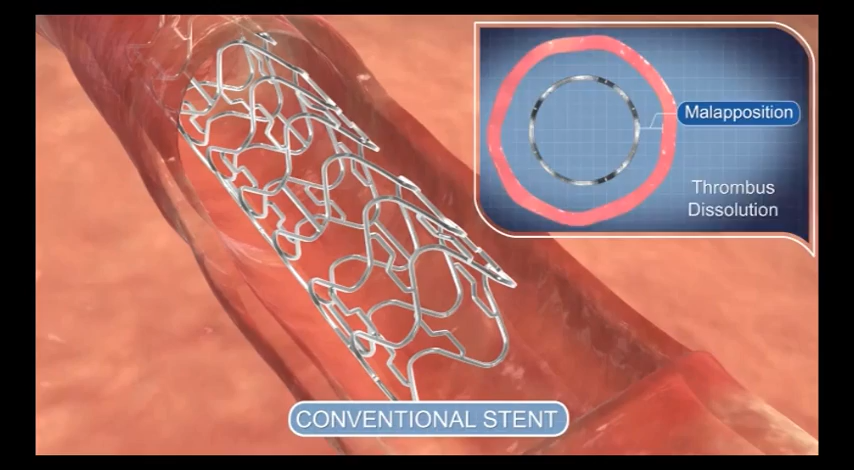 Malapposition
Thrombus
Dissolution
CONVENTIONAL STENT